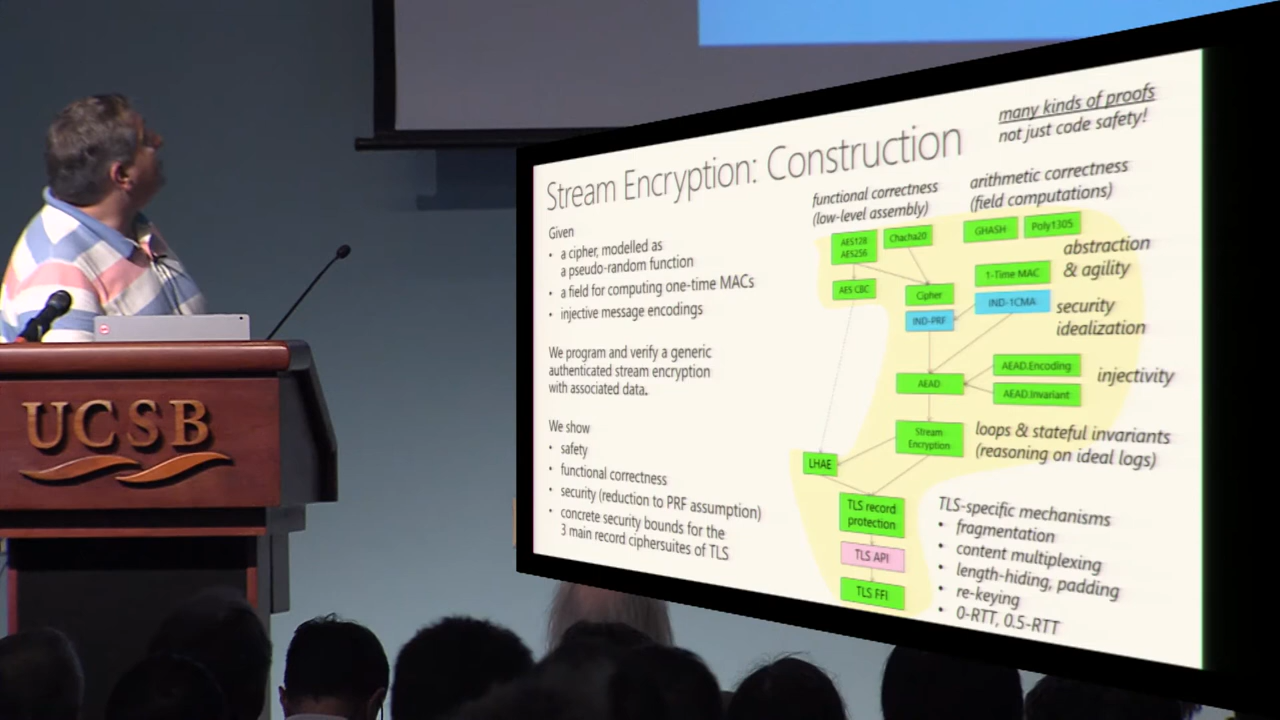 many kinds of proofs
not just code safety!
Stream Encryption: Construction
Given
• a cipher, modelled as
a pseudo-random function
• a field for computing one-time MACs
• injective message encodings
We program and verify a generic
authenticated stream encryption
with associated data.
We show
• safety
• functional correctness
• security (reduction to PRF assumption)
• concrete security bounds for the
3 main record ciphersuites of TLS
functional correctness
(low-level assembly)
arithmetic correctness
(field computations)
AES128
AES256
Chacha20
GHASH
Poly1305
abstraction
& agility
AES CBC
Cipher
1-Time MAC
IND-PRF
IND-1CMA
security
idealization
AEAD
AEAD.Encoding
AEAD.Invariant
injectivity
Stream
Encryption
loops & stateful invariants
(reasoning on ideal logs)
LHAE
TLS record
protection
TLS API
TLS FFI
TLS-specific mechanisms
• fragmentation
• content multiplexing
• length-hiding, padding
• re-keying
• 0-RTT, 0.5-RTT
UCSB